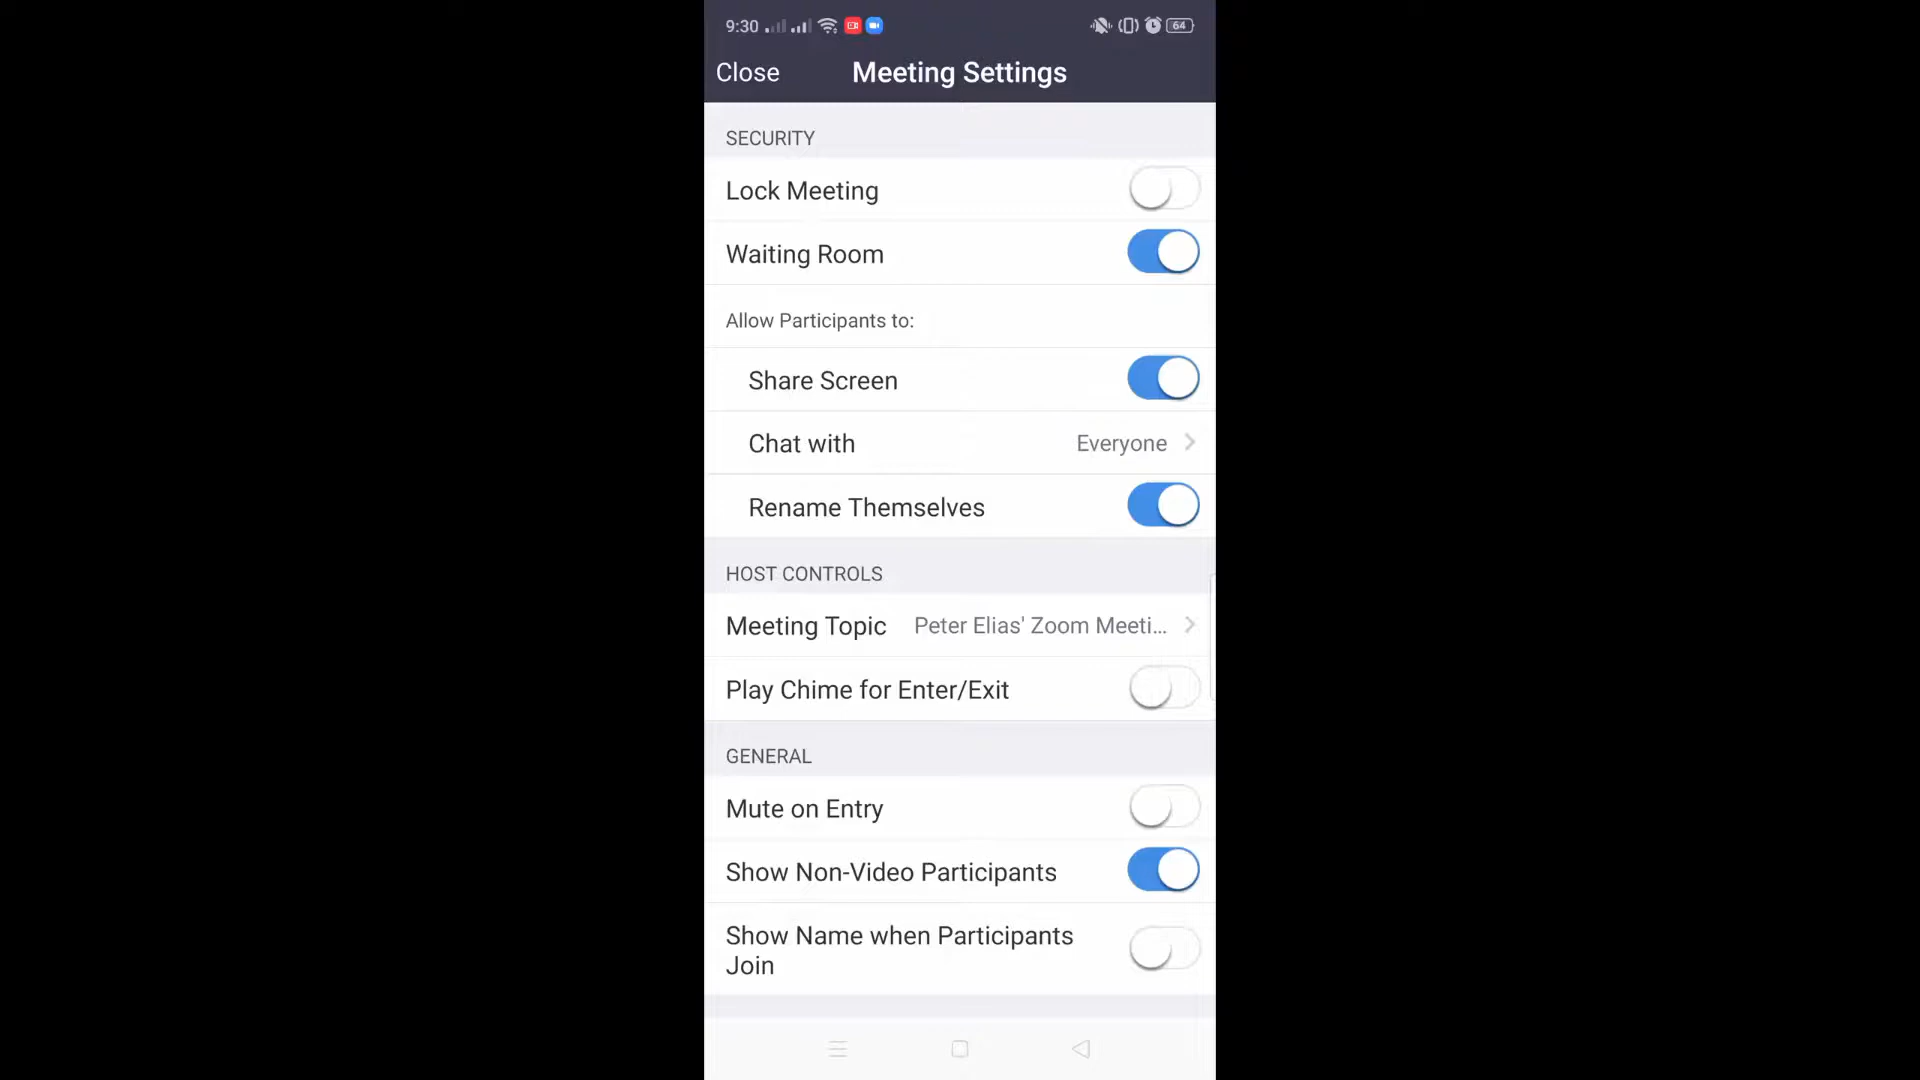 9:30
64
Close Meeting Settings
SECURITY
Lock Meeting
Waiting Room
Allow Participants to:
Share Screen
Chat with Everyone
Rename Themselves
HOST CONTROLS
Meeting Topic Peter Elias' Zoom Meeti...
Play Chime for Enter/Exit
GENERAL
Mute on Entry
Show Non-Video Participants
Show Name when Participants
Join